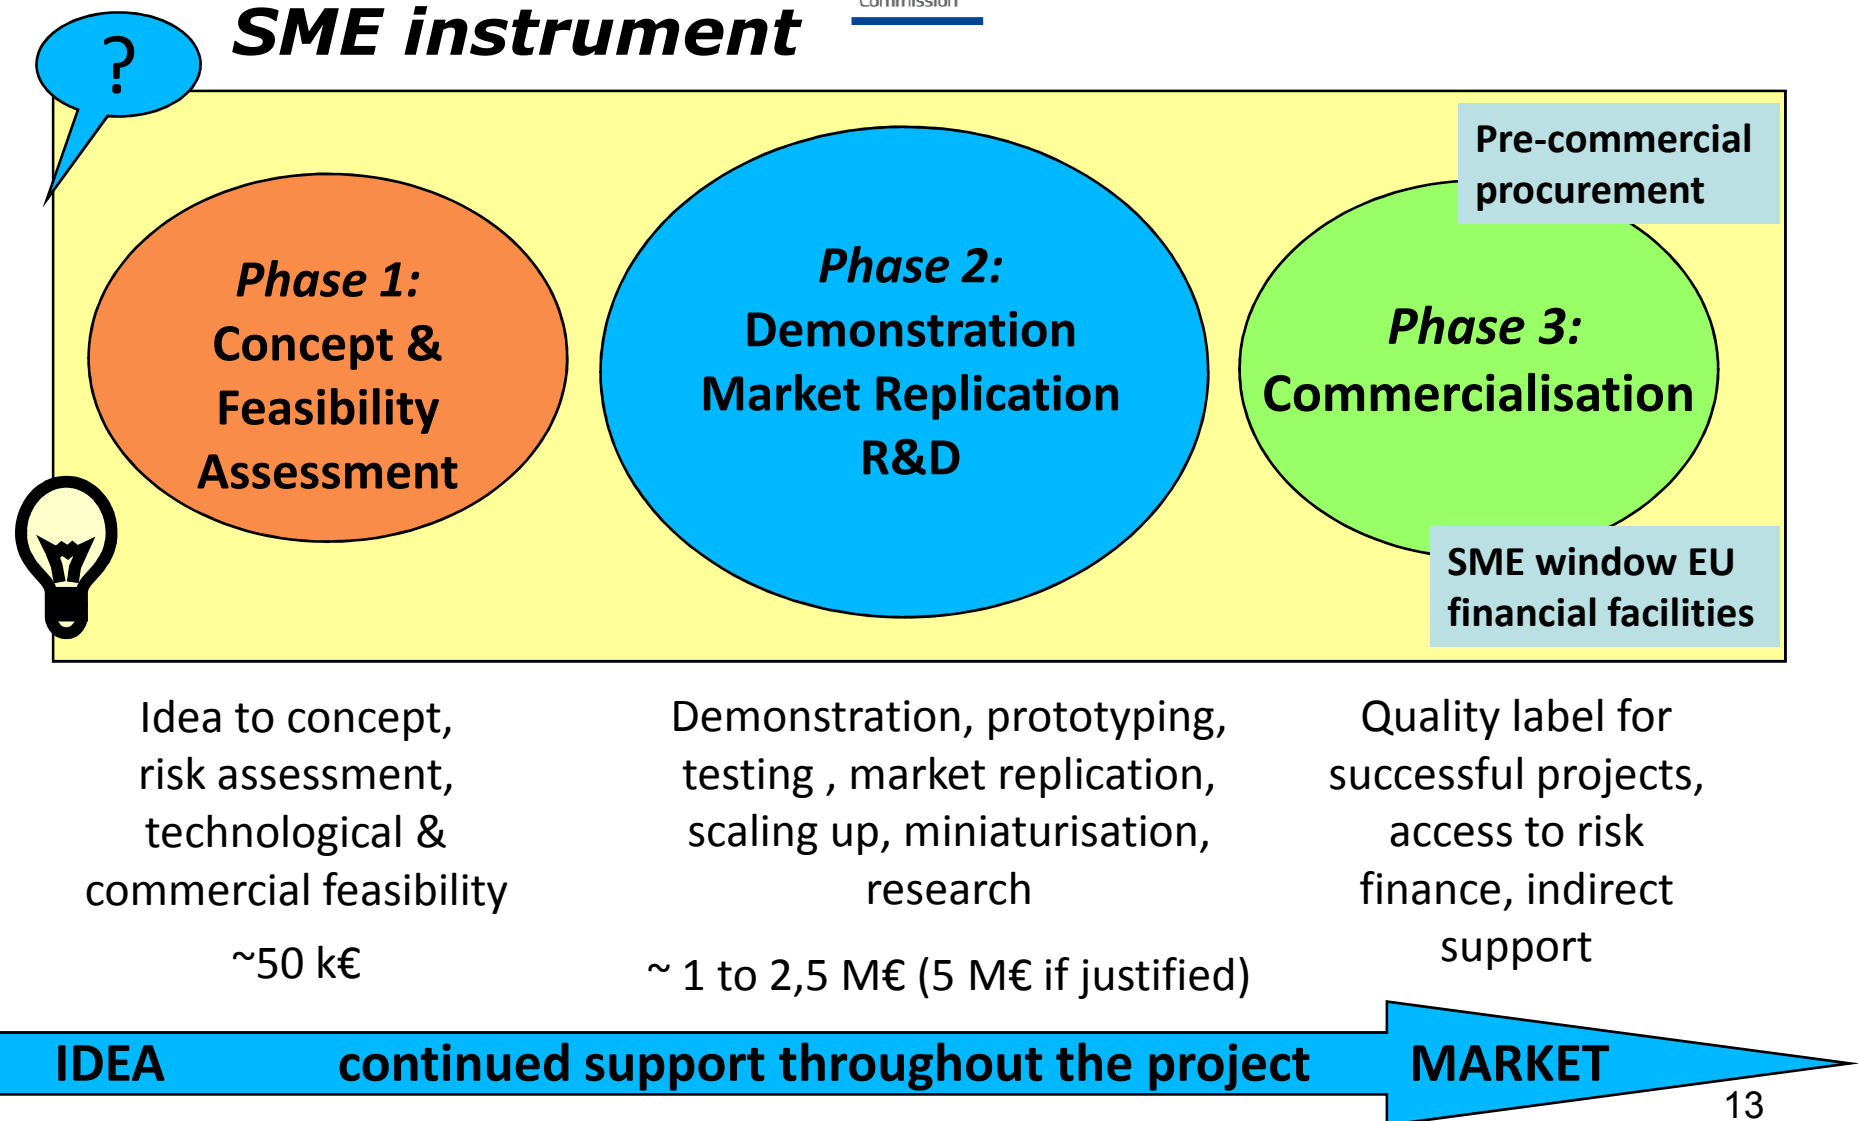 SME instrument
Commission
?
Pre-commercial
procurement
Phase 1:
Concept &
Feasibility
Assessment
Phase 2:
Demonstration
Market Replication
R&D
Phase 3:
Commercialisation
SME window EU
financial facilities
Idea to concept,
risk assessment,
technological &
commercial feasibility
~50 k€
Demonstration, prototyping,
testing , market replication,
scaling up, miniaturisation,
research
~ 1 to 2,5 M€ (5 M€ if justified)
Quality label for
successful projects,
access to risk
finance, indirect
support
IDEA continued support throughout the project MARKET
13